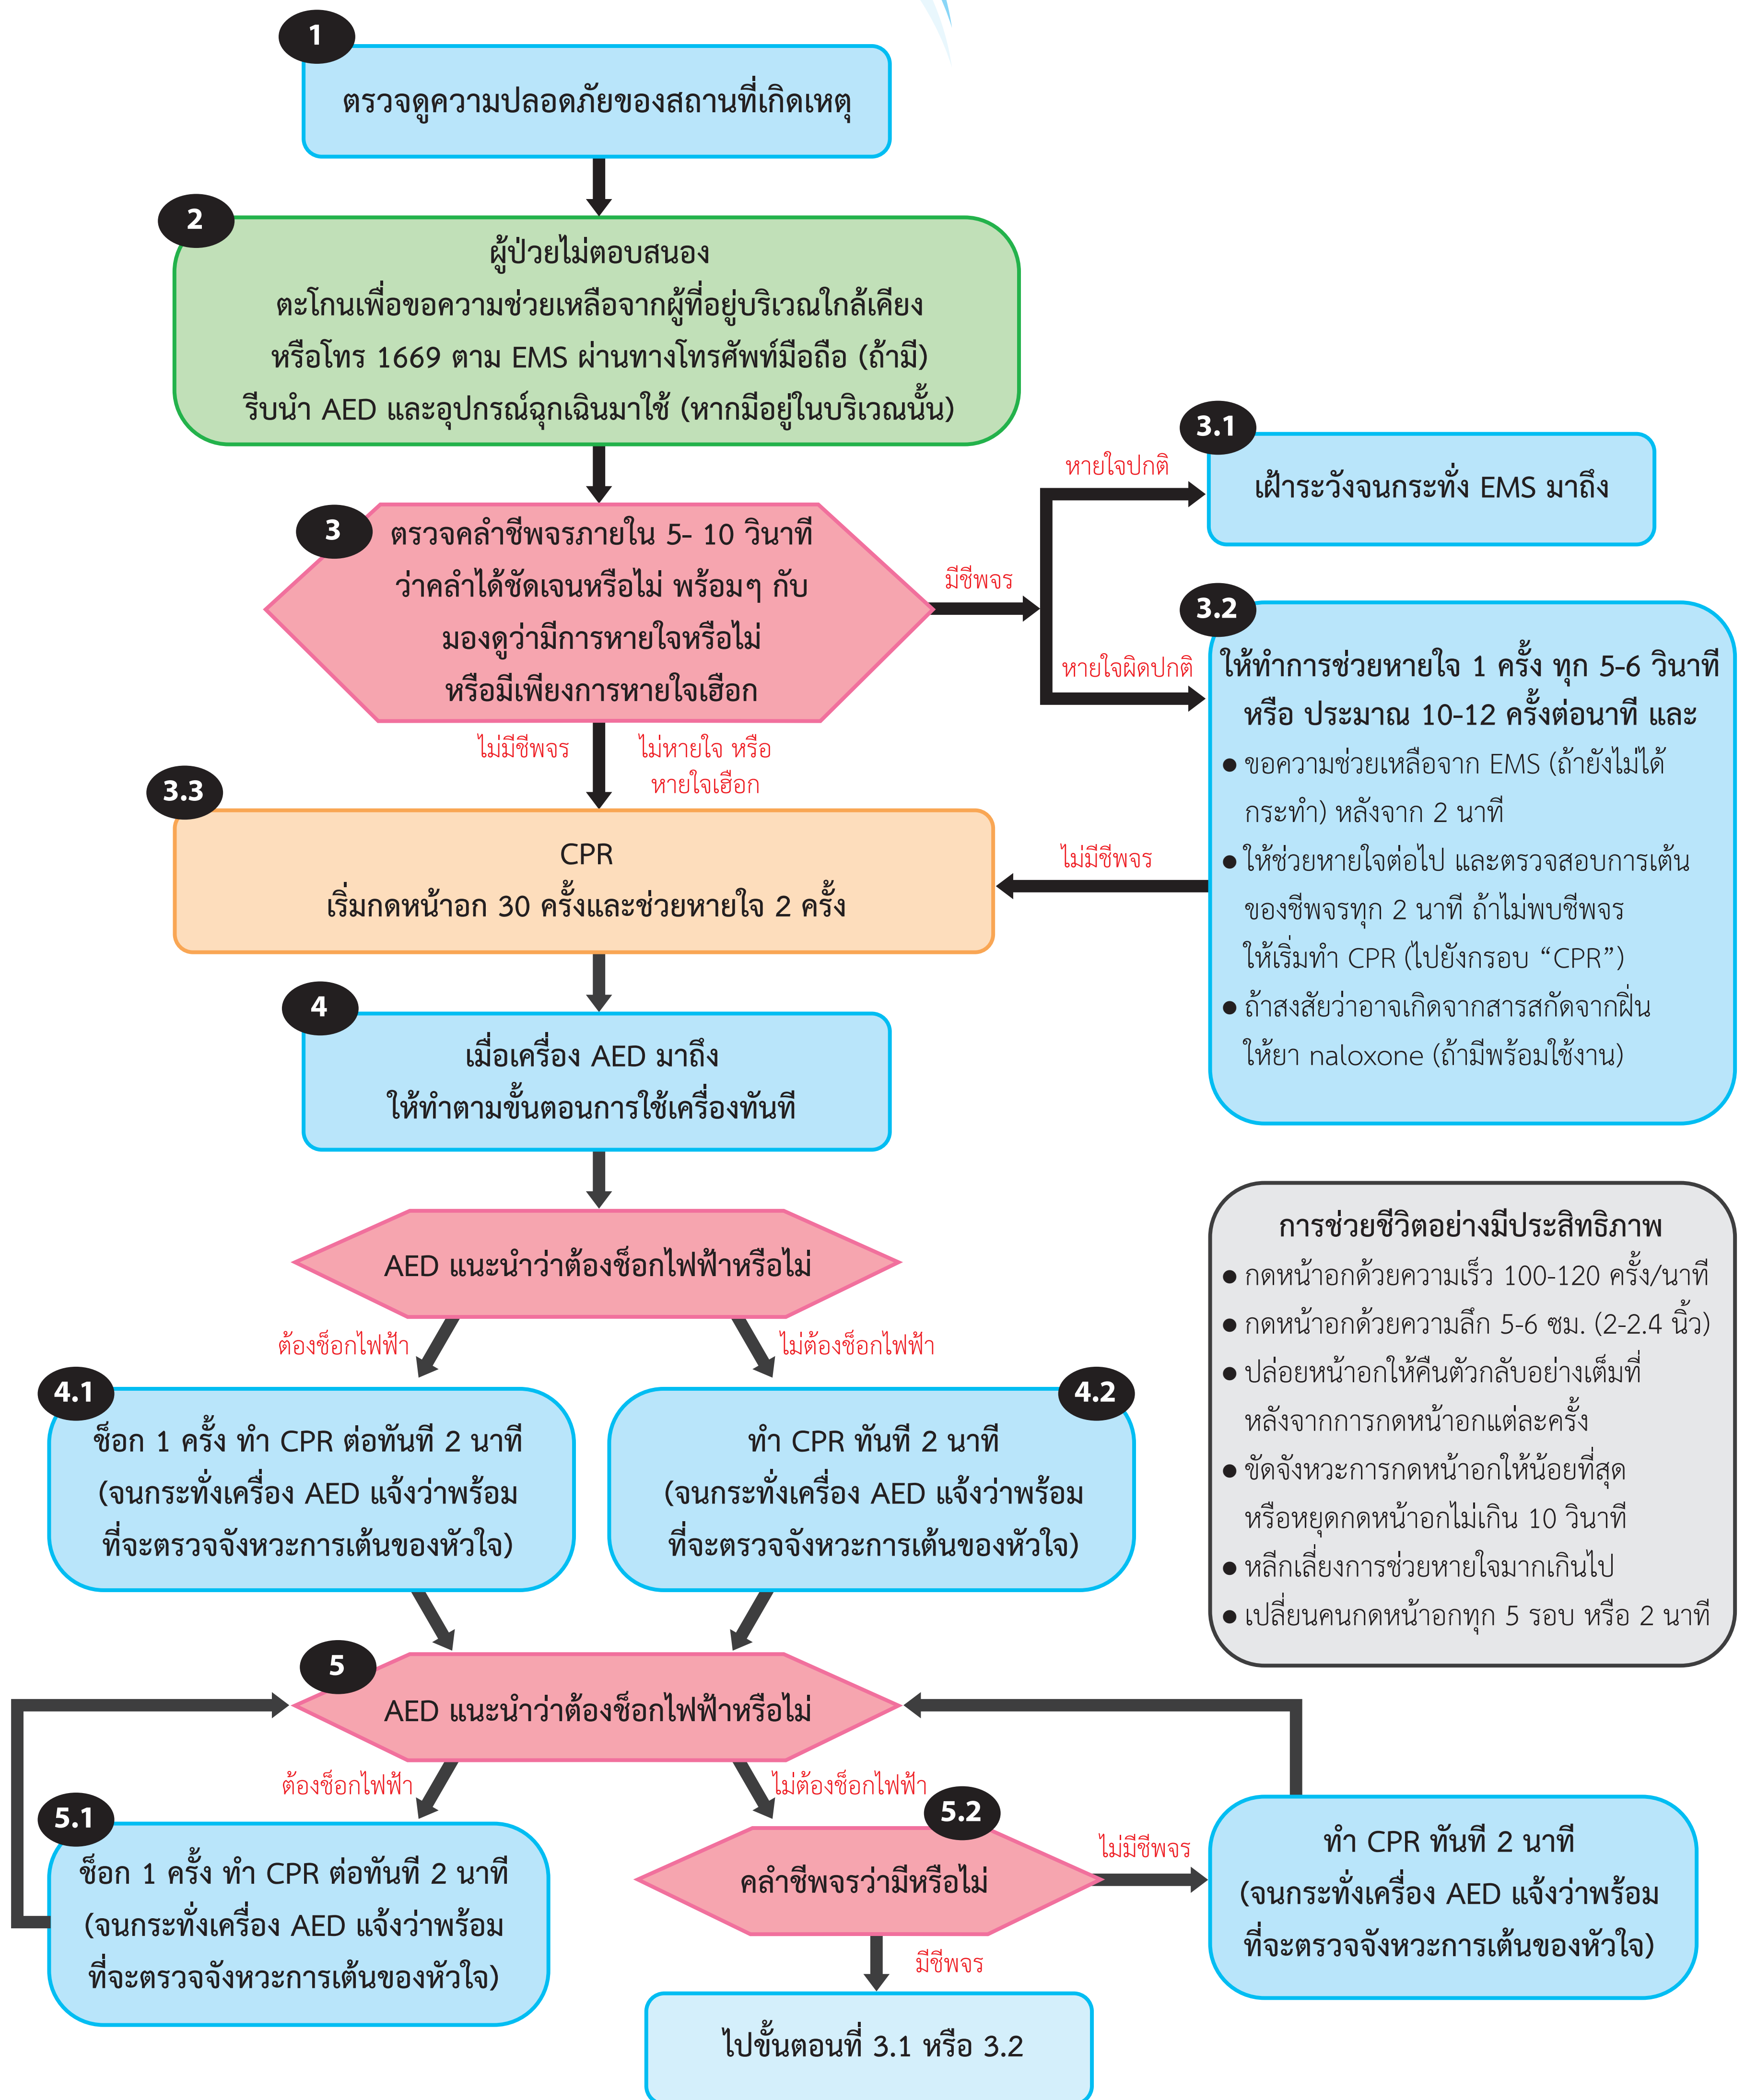 1
ตรวจดูความปลอดภัยของสถานที่เกิดเหตุ
2
ผู้ป่วยไม่ตอบสนอง
ตะโกนเพื่อขอความช่วยเหลือจากผู้ที่อยู่บริเวณใกล้เคียง
หรือโทร 1669 ตาม EMS ผ่านทางโทรศัพท์มือถือ (ถ้ามี)
รีบนำ AED และอุปกรณ์ฉุกเฉินมาใช้ (หากมีอยู่ในบริเวณนั้น)
3
ตรวจคลำชีพจรภายใน 5- 10 วินาที
ว่าคลำได้ชัดเจนหรือไม่ พร้อมๆ กับ
มองดูว่ามีการหายใจหรือไม่
หรือมีเพียงการหายใจเฮือก
มีชีพจร
หายใจปกติ
3.1
เฝ้าระวังจนกระทั่ง EMS มาถึง
หายใจผิดปกติ
3.2
ให้ทำการช่วยหายใจ 1 ครั้ง ทุก 5-6 วินาที
หรือ ประมาณ 10-12 ครั้งต่อนาที และ
● ขอความช่วยเหลือจาก EMS (ถ้ายังไม่ได้
กระทำ) หลังจาก 2 นาที
● ให้ช่วยหายใจต่อไป และตรวจสอบการเต้น
ของชีพจรทุก 2 นาที ถ้าไม่พบชีพจร
ให้เริ่มทำ CPR (ไปยังกรอบ “CPR”)
● ถ้าสงสัยว่าอาจเกิดจากสารสกัดจากฝิ่น
ให้ยา naloxone (ถ้ามีพร้อมใช้งาน)
ไม่มีชีพจร
ไม่มีชีพจร
ไม่หายใจ หรือ
หายใจเฮือก
3.3
CPR
เริ่มกดหน้าอก 30 ครั้งและช่วยหายใจ 2 ครั้ง
4
เมื่อเครื่อง AED มาถึง
ให้ทำตามขั้นตอนการใช้เครื่องทันที
AED แนะนำว่าต้องช็อกไฟฟ้าหรือไม่
ต้องช็อกไฟฟ้า
ไม่ต้องช็อกไฟฟ้า
4.1
ช็อก 1 ครั้ง ทำ CPR ต่อทันที 2 นาที
(จนกระทั่งเครื่อง AED แจ้งว่าพร้อม
ที่จะตรวจจังหวะการเต้นของหัวใจ)
4.2
ทำ CPR ทันที 2 นาที
(จนกระทั่งเครื่อง AED แจ้งว่าพร้อม
ที่จะตรวจจังหวะการเต้นของหัวใจ)
การช่วยชีวิตอย่างมีประสิทธิภาพ
● กดหน้าอกด้วยความเร็ว 100-120 ครั้ง/นาที
● กดหน้าอกด้วยความลึก 5-6 ซม. (2-2.4 นิ้ว)
● ปล่อยหน้าอกให้คืนตัวกลับอย่างเต็มที่
หลังจากการกดหน้าอกแต่ละครั้ง
● ขัดจังหวะการกดหน้าอกให้น้อยที่สุด
หรือหยุดกดหน้าอกไม่เกิน 10 วินาที
● หลีกเลี่ยงการช่วยหายใจมากเกินไป
● เปลี่ยนคนกดหน้าอกทุก 5 รอบ หรือ 2 นาที
5
AED แนะนำว่าต้องช็อกไฟฟ้าหรือไม่
ต้องช็อกไฟฟ้า
ไม่ต้องช็อกไฟฟ้า
5.1
ช็อก 1 ครั้ง ทำ CPR ต่อทันที 2 นาที
(จนกระทั่งเครื่อง AED แจ้งว่าพร้อม
ที่จะตรวจจังหวะการเต้นของหัวใจ)
5.2
คลำชีพจรว่ามีหรือไม่
ไม่มีชีพจร
ทำ CPR ทันที 2 นาที
(จนกระทั่งเครื่อง AED แจ้งว่าพร้อม
ที่จะตรวจจังหวะการเต้นของหัวใจ)
มีชีพจร
ไปขั้นตอนที่ 3.1 หรือ 3.2